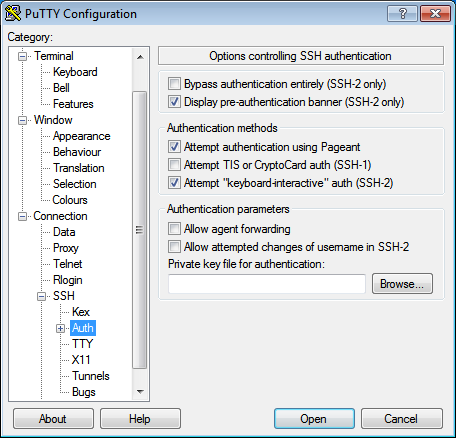 PuTTY Configuration
?
Category:
Terminal
Keyboard
Bell
Features
Window
Appearance
Behaviour
Translation
Selection
Colours
Connection
Data
Proxy
Telnet
Rlogin
SSH
Kex
Auth
TTY
X11
Tunnels
Bugs
Options controlling SSH authentication
Bypass authentication entirely (SSH-2 only)
Display pre-authentication banner (SSH-2 only)
Authentication methods
Attempt authentication using Pageant
Attempt TIS or CryptoCard auth (SSH-1)
Attempt "keyboard-interactive" auth (SSH-2)
Authentication parameters
Allow agent forwarding
Allow attempted changes of username in SSH-2
Private key file for authentication:
Browse...
About
Help
Open
Cancel